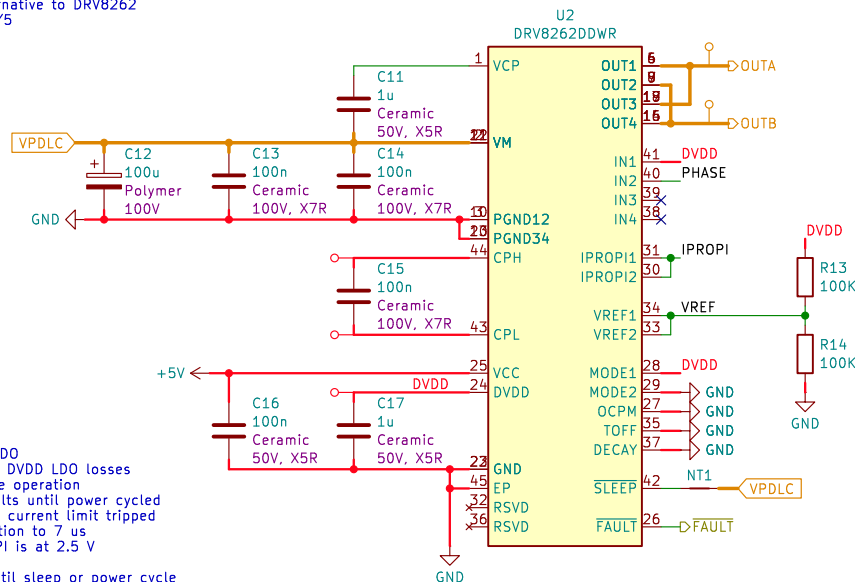 rnative to DRV8262
/5
U2
DRV8262DDWR
1
VCP
C11
1u
Ceramic
50V, X5R
VPDLC
VM
C12
100u
Polymer
100V
C13
100n
Ceramic
100V, X7R
C14
100n
Ceramic
100V, X7R
GND
PGND12
PGND34
44
CPH
C15
100n
Ceramic
100V, X7R
43
CPL
+5V
25
VCC
DVDD
24
DVDD
C16
100n
Ceramic
50V, X5R
C17
1u
Ceramic
50V, X5R
GND
45
EP
32
RSVD
36
RSVD
GND
OUT1
OUTA
OUT2
OUT3
OUT4
OUTB
IN1
41
DVDD
IN2
40
PHASE
IN3
39
IN4
38
IPROPI1
31
IPROPI
IPROPI2
30
VREF1
34
VREF
VREF2
33
DVDD
R13
100K
R14
100K
GND
MODE1
28
DVDD
MODE2
29
GND
OCPM
27
GND
TOFF
35
GND
DECAY
37
GND
SLEEP
42
NT1
VPDLC
FAULT
26
FAULT
DO
DVDD LDO losses
e operation
lts until power cycled
current limit tripped
tion to 7 us
PI is at 2.5 V
til sleep or power cycle